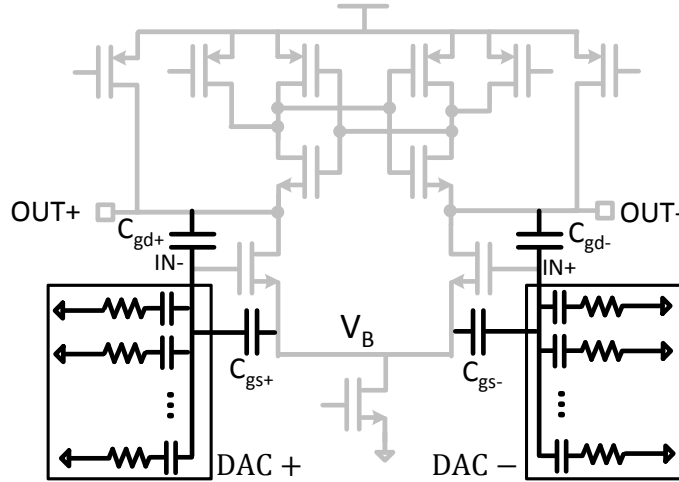 OUT+
OUT-
C_gd+
C_gd-
IN-
IN+
V_B
C_gs+
C_gs-
DAC +
DAC −